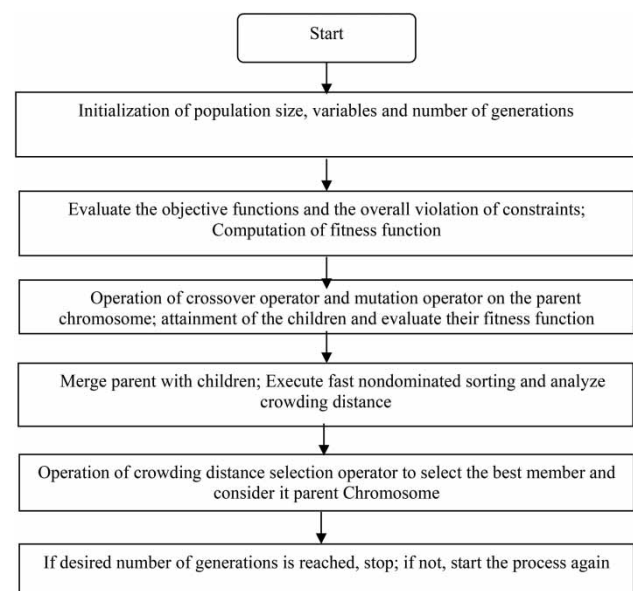 Start
Initialization of population size, variables and number of generations
Evaluate the objective functions and the overall violation of constraints;
Computation of fitness function
Operation of crossover operator and mutation operator on the parent
chromosome; attainment of the children and evaluate their fitness function
Merge parent with children; Execute fast nondominated sorting and analyze
crowding distance
Operation of crowding distance selection operator to select the best member and
consider it parent Chromosome
If desired number of generations is reached, stop; if not, start the process again